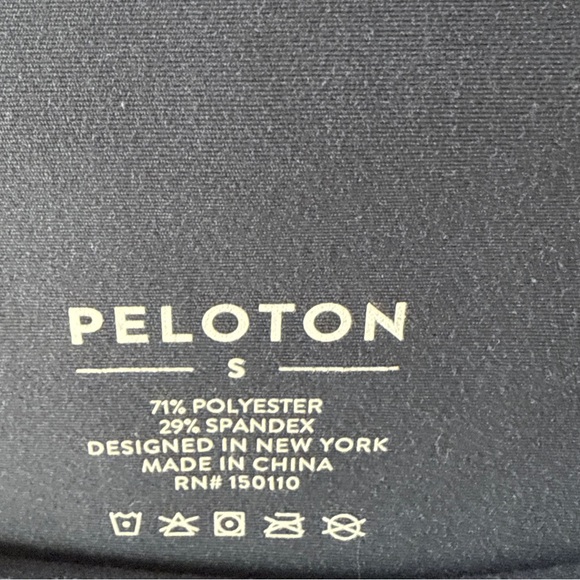 PELOTON
S
71% POLYESTER
29% SPANDEX
DESIGNED IN NEW YORK
MADE IN CHINA
RN# 150110